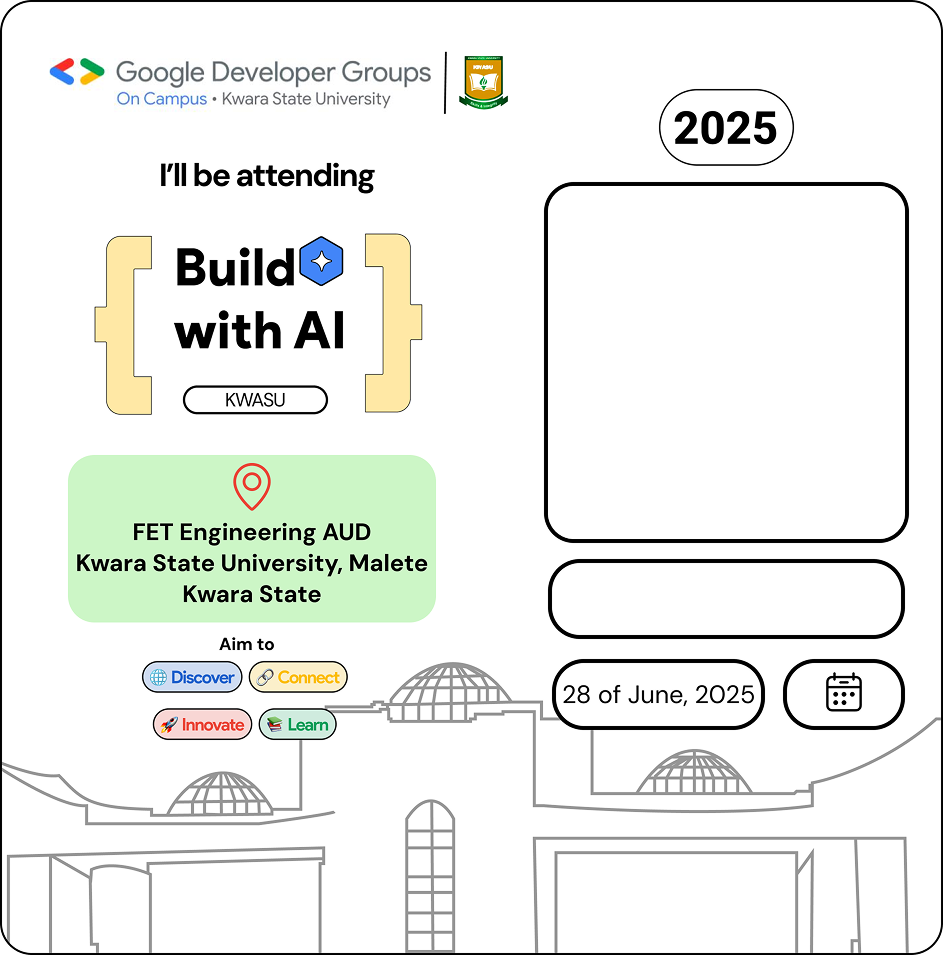 Google Developer Groups
On Campus • Kwara State University
KWASU
2025
I'll be attending
Build
with AI
KWASU
FET Engineering AUD
Kwara State University, Malete
Kwara State
Aim to
Discover
Connect
Innovate
Learn
28 of June, 2025